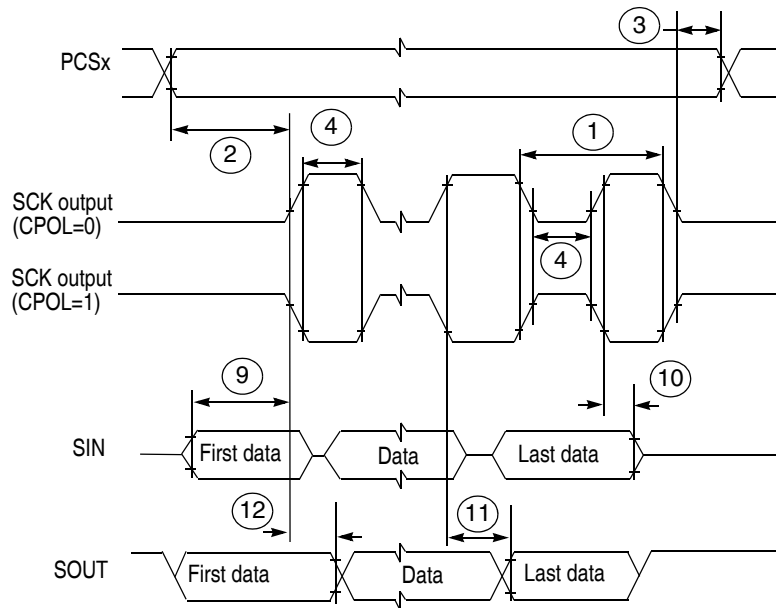 3
PCSx
2
4
1
SCK output
(CPOL=0)
4
SCK output
(CPOL=1)
9
10
SIN
First data
Data
Last data
12
11
SOUT
First data
Data
Last data